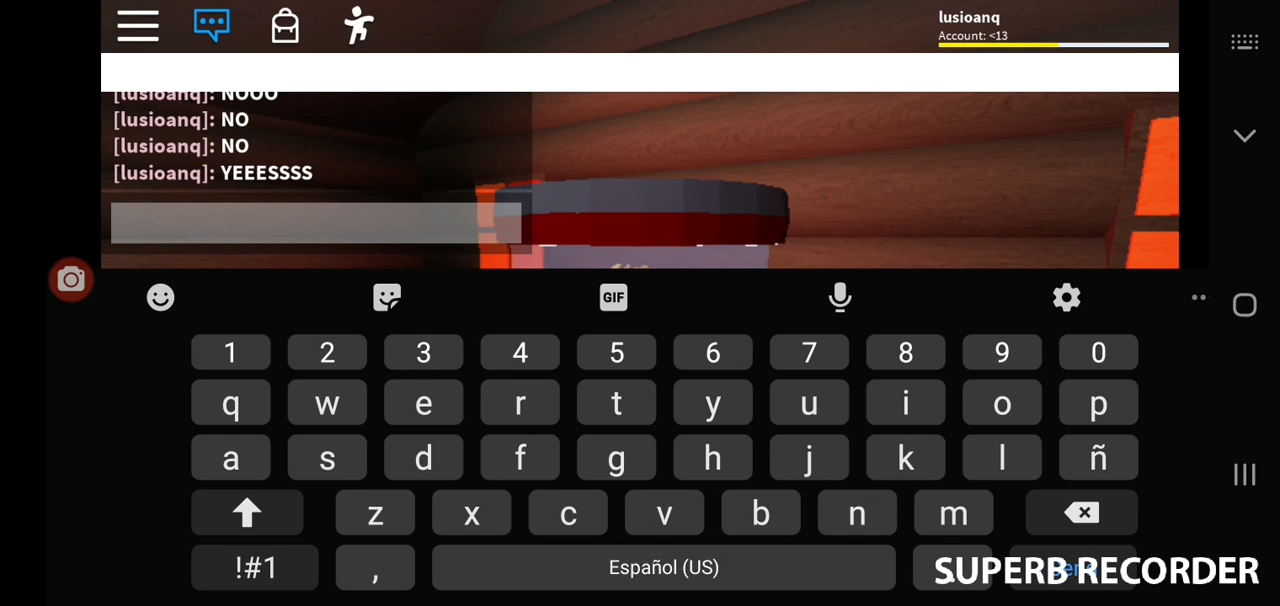 lusioanq
Account: <13
[lusioanq]: NOOO
[lusioanq]: NO
[lusioanq]: NO
[lusioanq]: YEEESSSS
GIF
1 2 3 4 5 6 7 8 9 0
q w e r t y u i o p
a s d f g h j k l ñ
z x c v b n m
!#1 , Español (US)
SUPERB RECORDER